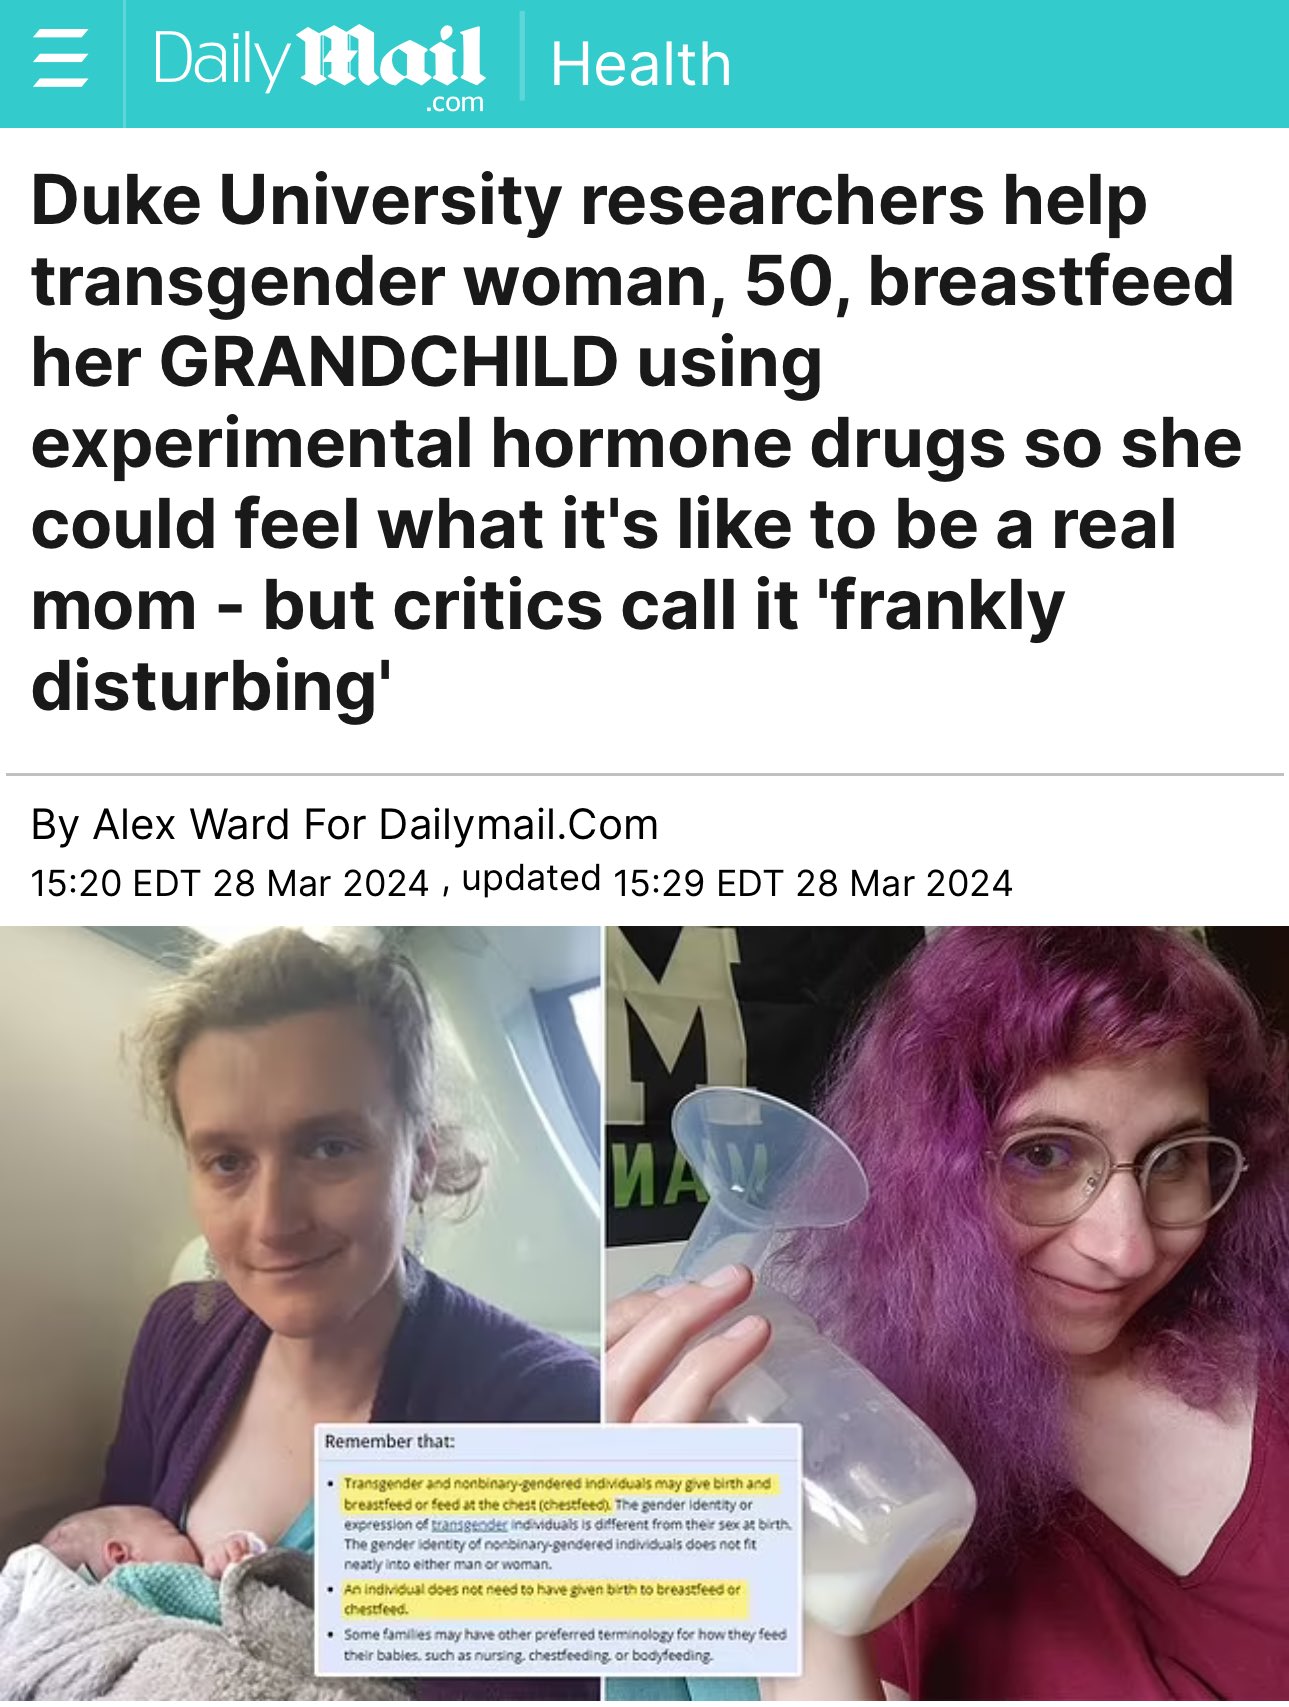 Daily Mail
.com
Health
Duke University researchers help
transgender woman, 50, breastfeed
her GRANDCHILD using
experimental hormone drugs so she
could feel what it's like to be a real
mom - but critics call it 'frankly
disturbing'
By Alex Ward For Dailymail.Com
15:20 EDT 28 Mar 2024 , updated 15:29 EDT 28 Mar 2024
M
Remember that:
• Transgender and nonbinary-gendered individuals may give birth and
breastfeed or feed at the chest (chestfeed). The gender identity or
expression of transgender individuals is different from their sex at birth.
The gender identity of nonbinary-gendered individuals does not fit
neatly into either man or woman.
• An individual does not need to have given birth to breastfeed or
chestfeed.
• Some families may have other preferred terminology for how they feed
their babies, such as nursing, chestfeeding, or bodyfeeding.